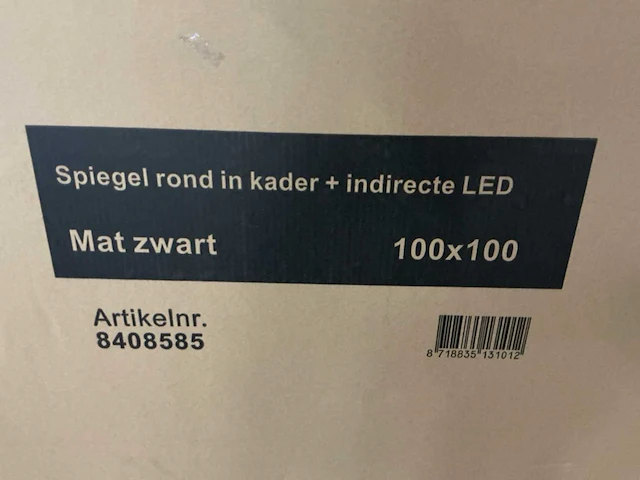 Spiegel rond in kader + indirecte LED
Mat zwart 100x100
Artikelnr.
8408585
8 718835 131012